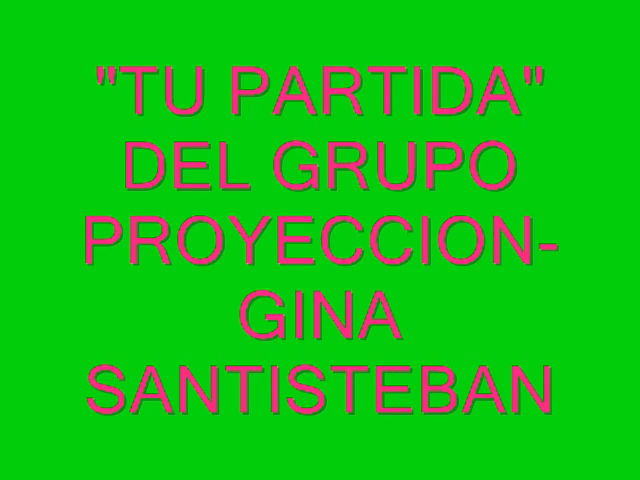 "TU PARTIDA"
DEL GRUPO
PROYECCION-
GINA
SANTISTEBAN